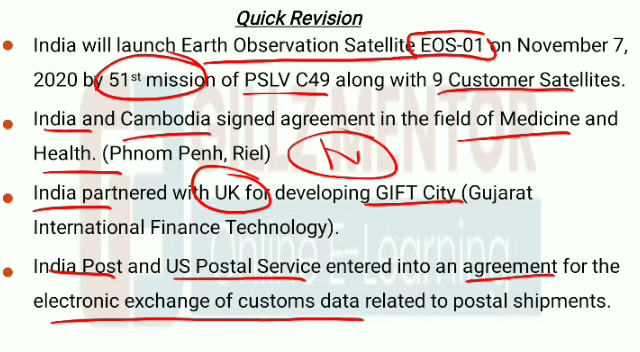 Quick Revision
India will launch Earth Observation Satellite EOS-01 on November 7,
2020 by 51st mission of PSLV C49 along with 9 Customer Satellites.
India and Cambodia signed agreement in the field of Medicine and
Health. (Phnom Penh, Riel)
India partnered with UK for developing GIFT City (Gujarat
International Finance Technology).
India Post and US Postal Service entered into an agreement for the
electronic exchange of customs data related to postal shipments.
Online E-Learning